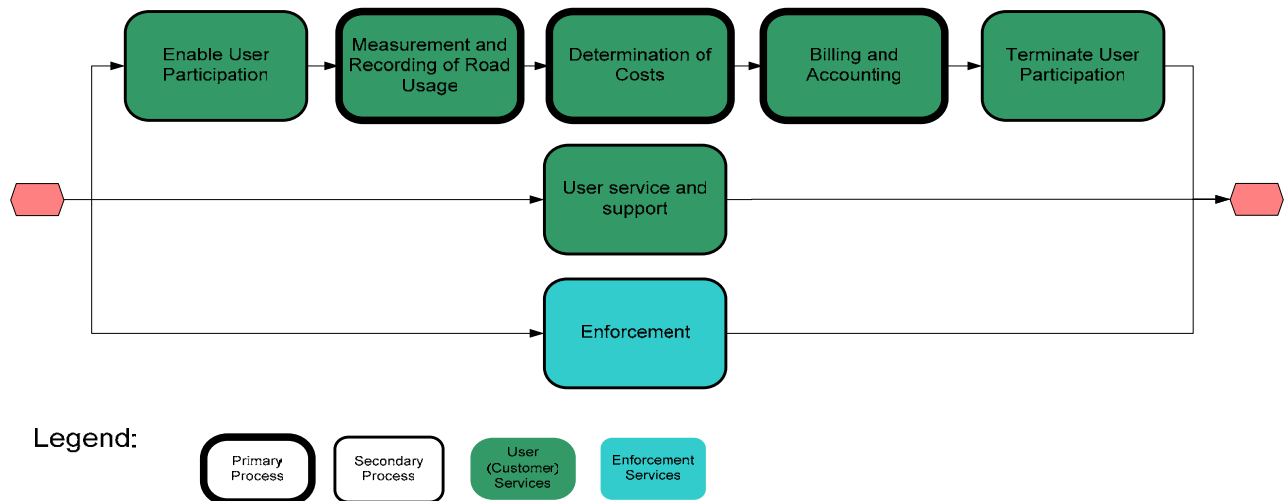 Enable User
Participation
Measurement and
Recording of Road
Usage
Determination of
Costs
Billing and
Accounting
Terminate User
Participation
User service and
support
Enforcement
Legend:
Primary
Process
Secondary
Process
User
(Customer)
Services
Enforcement
Services